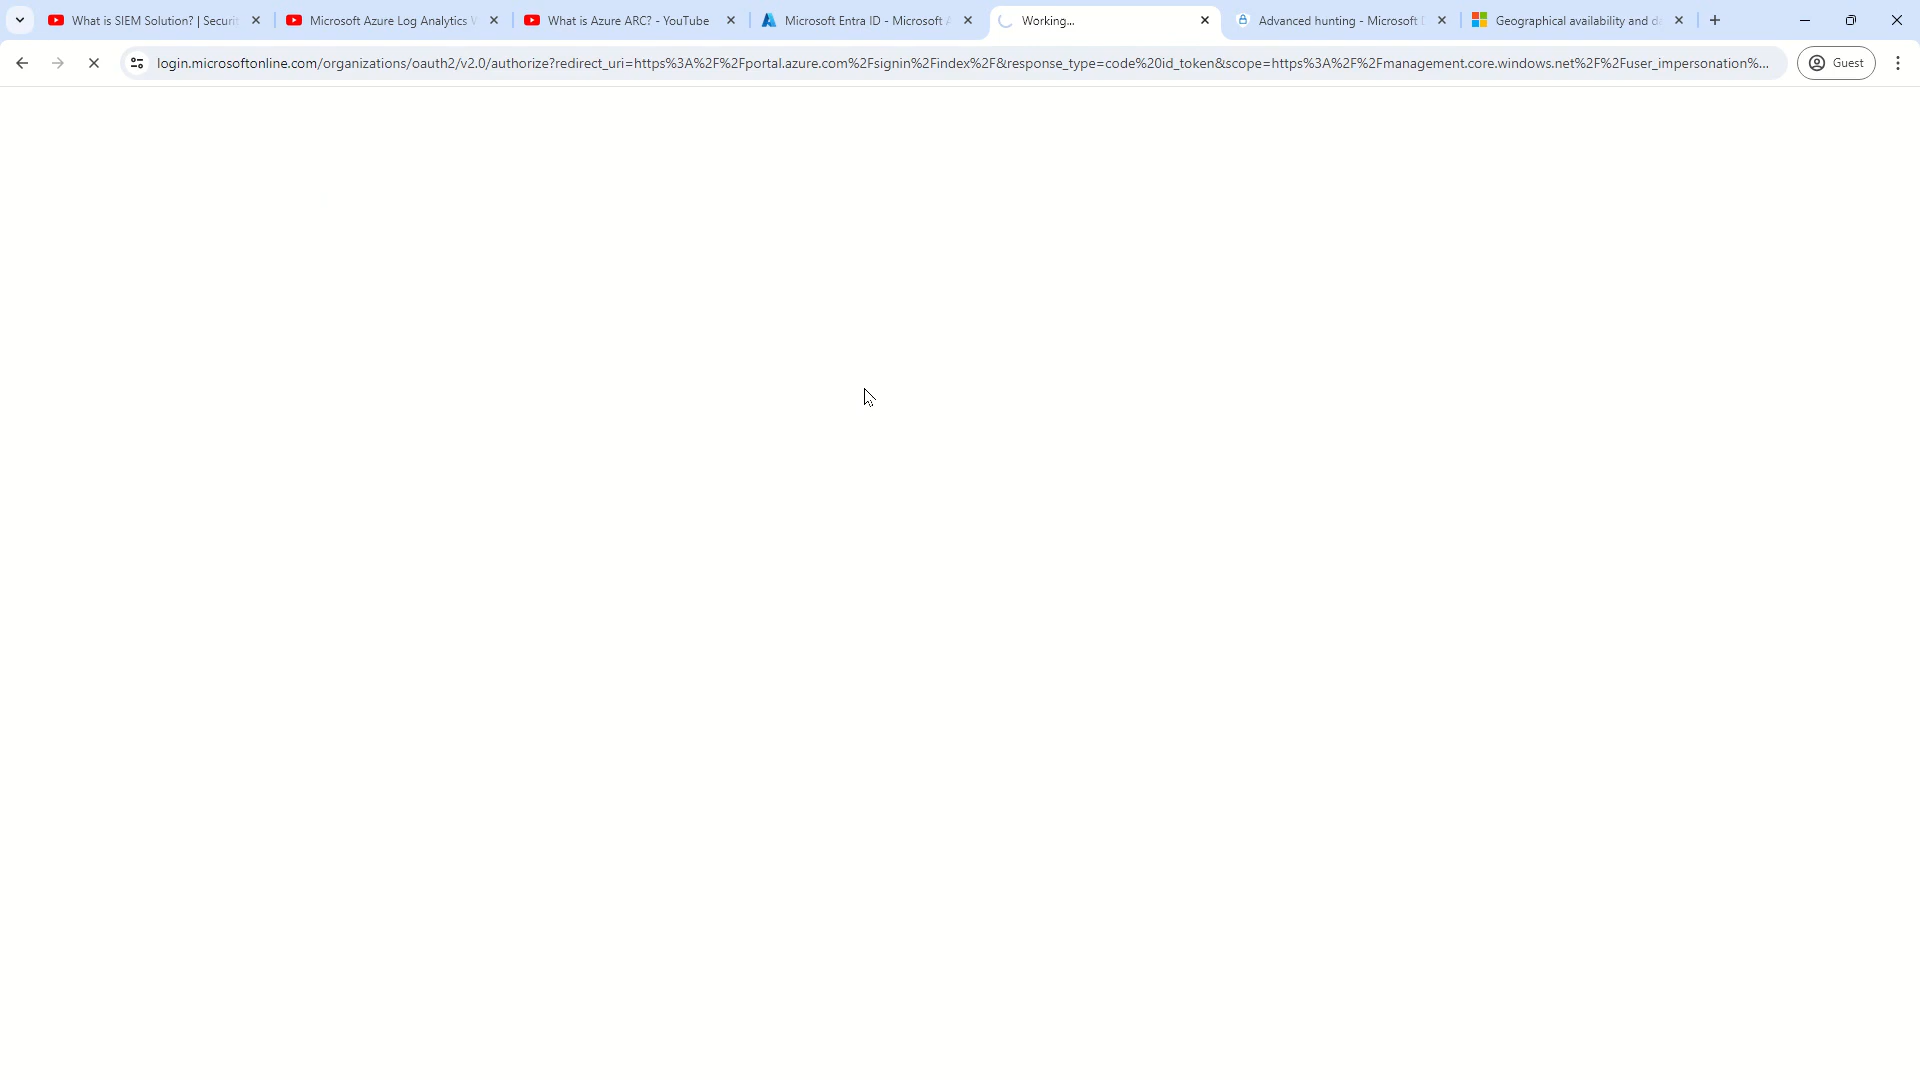 What is SIEM Solution? | Securi
Microsoft Azure Log Analytics
What is Azure ARC? - YouTube
Microsoft Entra ID - Microsoft
Working...
Advanced hunting - Microsoft
Geographical availability and d
login.microsoftonline.com/organizations/oauth2/v2.0/authorize?redirect_uri=https%3A%2F%2Fportal.azure.com%2Fsignin%2Findex%2F&response_type=code%20id_token&scope=https%3A%2F%2Fmanagement.core.windows.net%2F%2Fuser_impersonation%...
Guest